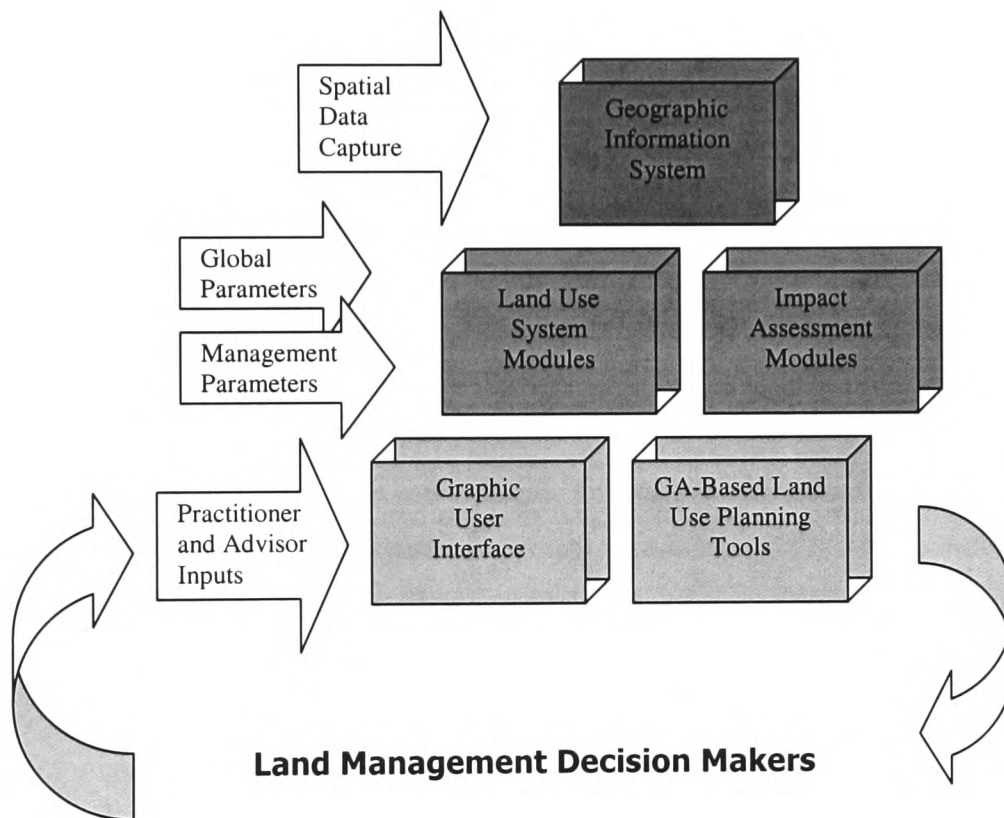 Spatial
Data
Capture
Geographic
Information
System
Global
Parameters
Land Use
System
Modules
Impact
Assessment
Modules
Management
Parameters
Practitioner
and Advisor
Inputs
Graphic
User
Interface
GA-Based Land
Use Planning
Tools
Land Management Decision Makers